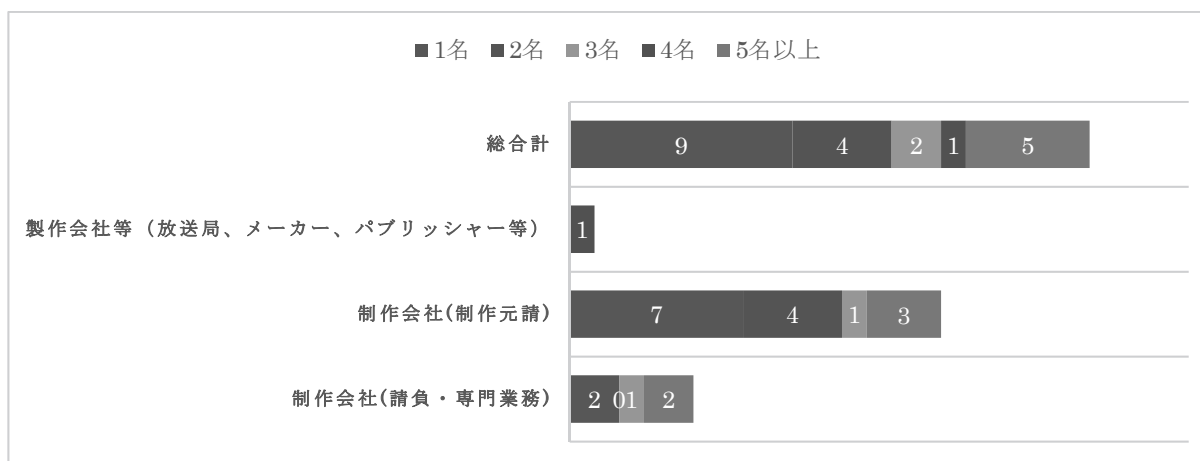 1名 2名 3名 4名 5名以上
総合計 9 4 2 1 5
製作会社等（放送局、メーカー、パブリッシャー等） 1
制作会社(制作元請) 7 4 1 3
制作会社(請負・専門業務) 2 0 1 2